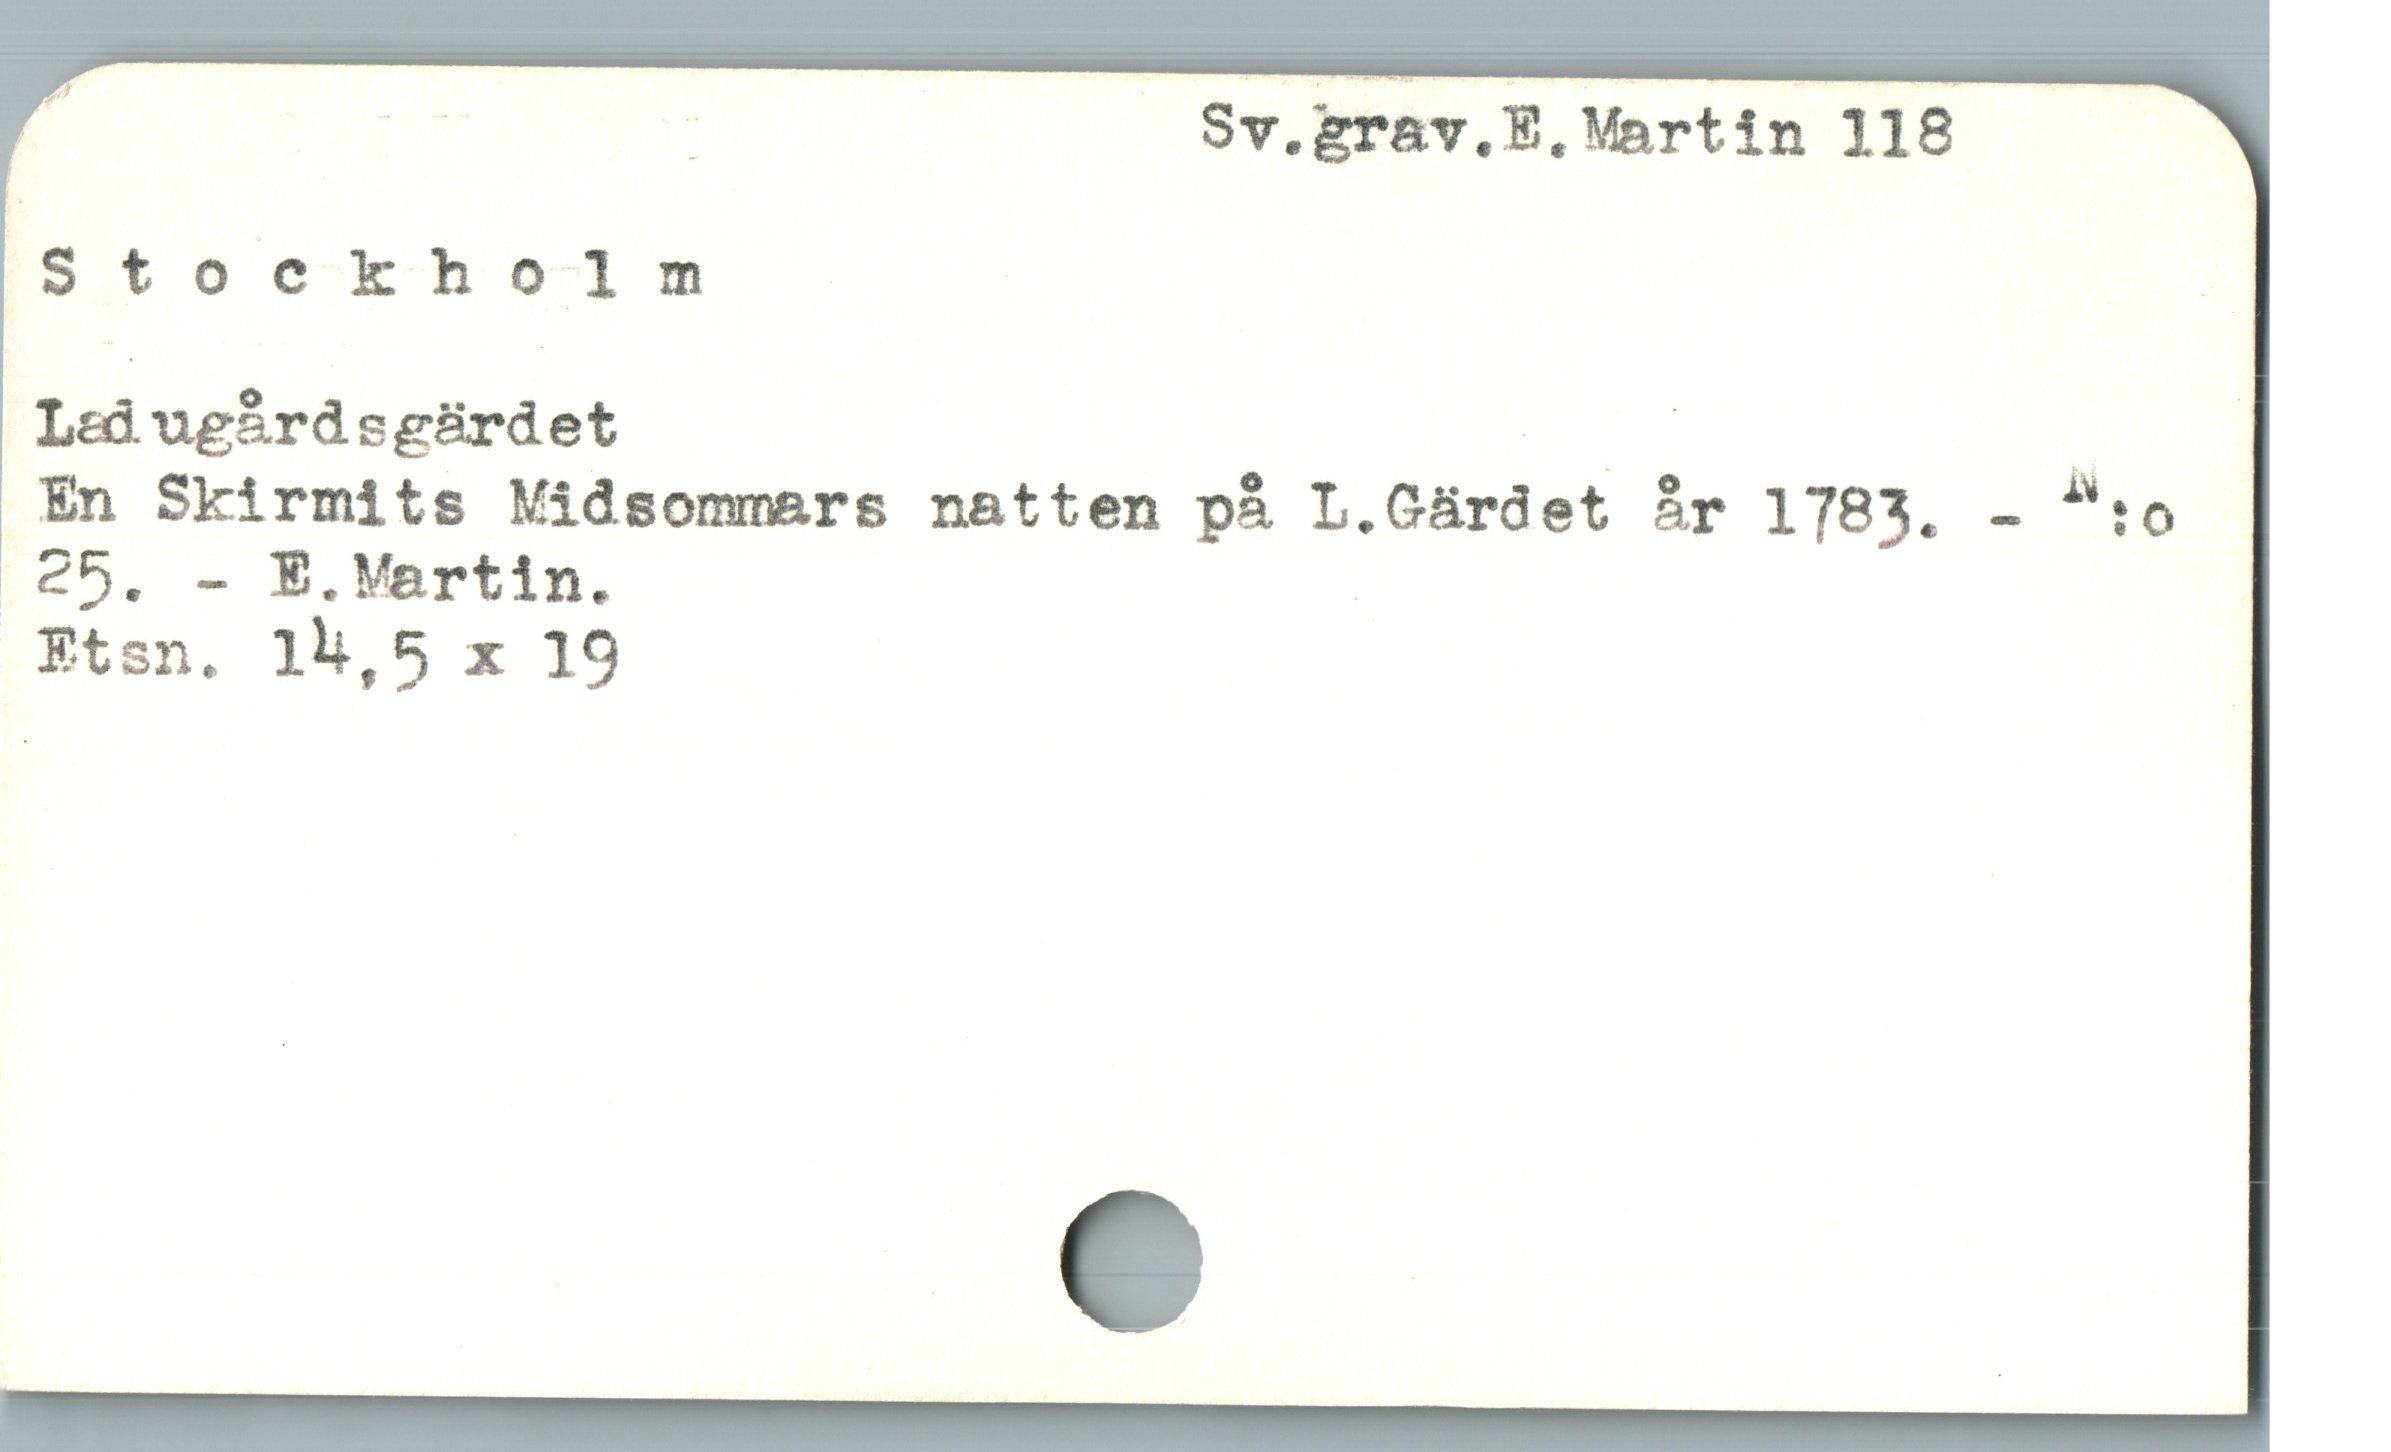 Sv.grav.E.Martin 118
S t o c k h o l m
Ladugårdsgärdet
En Skirmits Midsommars natten på L.Gärdet år 1783. - N:o
25. - E.Martin.
Etsn. 14,5 x 19